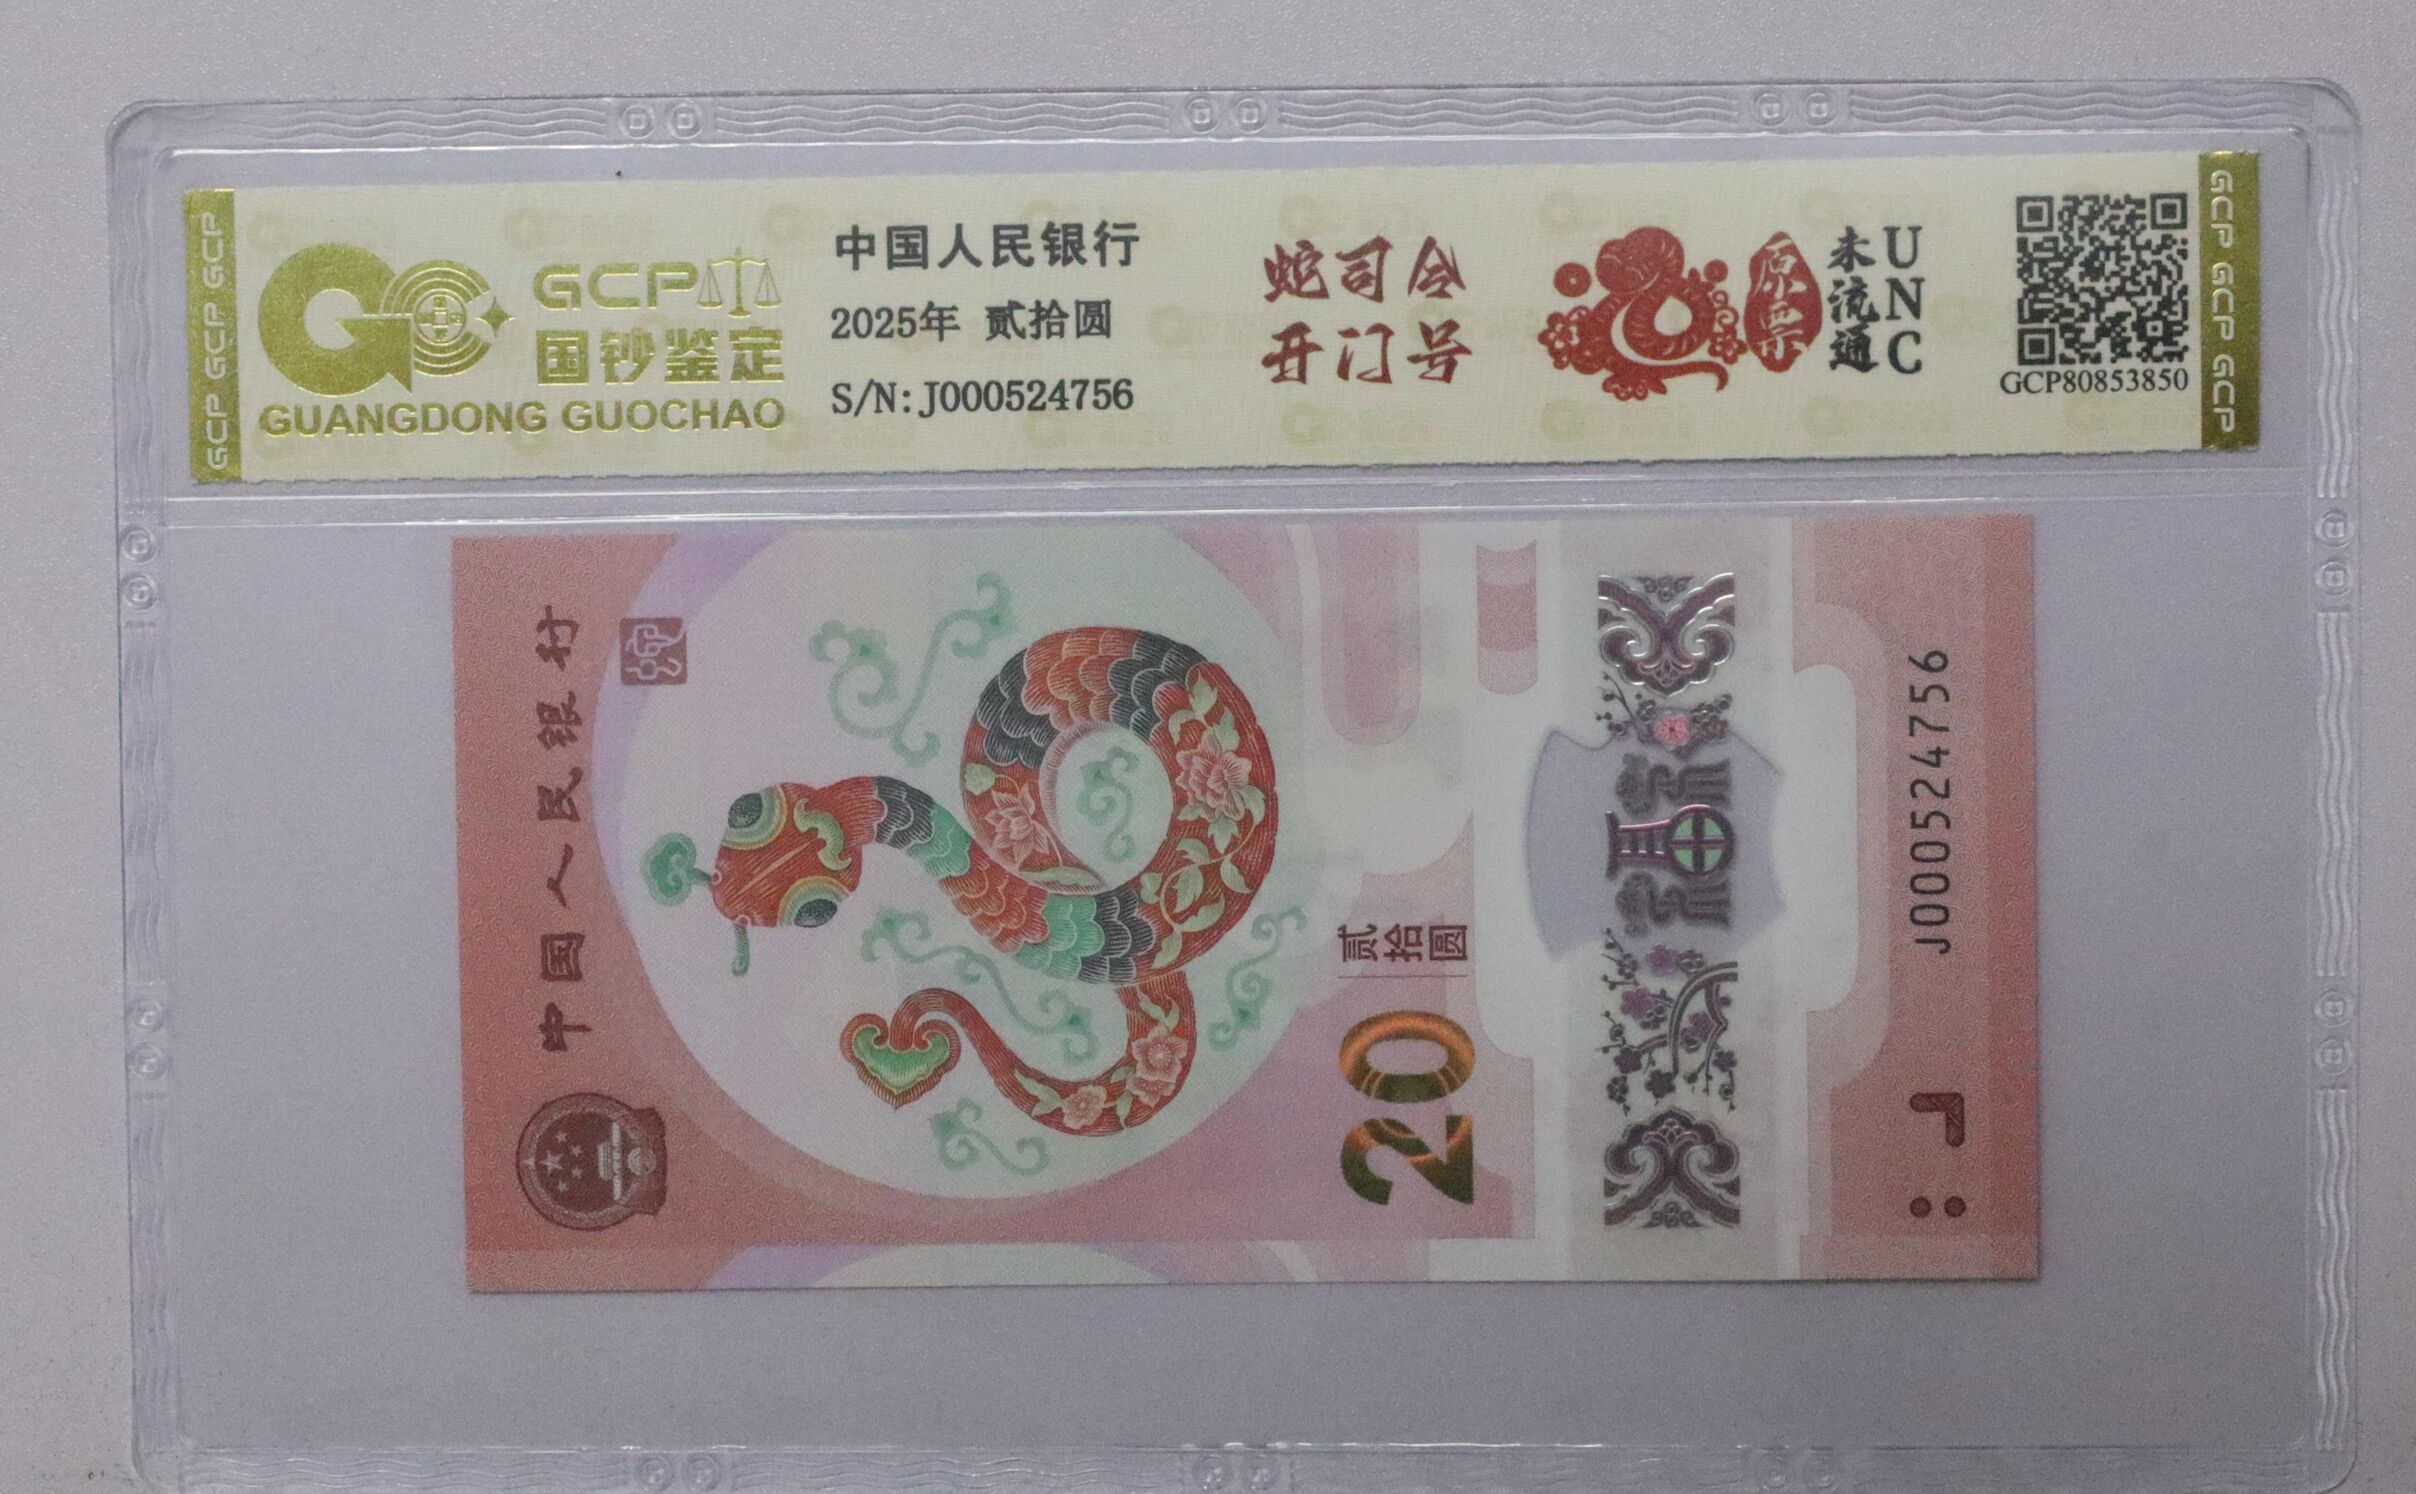 GCP GCP GCP
GCP
国钞鉴定
GUANGDONG GUOCHAO
中国人民银行
2025年 贰拾圆
S/N:J000524756
蛇司令
开门号
原票
未流通
UNC
GCP80853850
GCP GCP GCP
中国人民银行
蛇
20
贰拾圆
福
J000524756